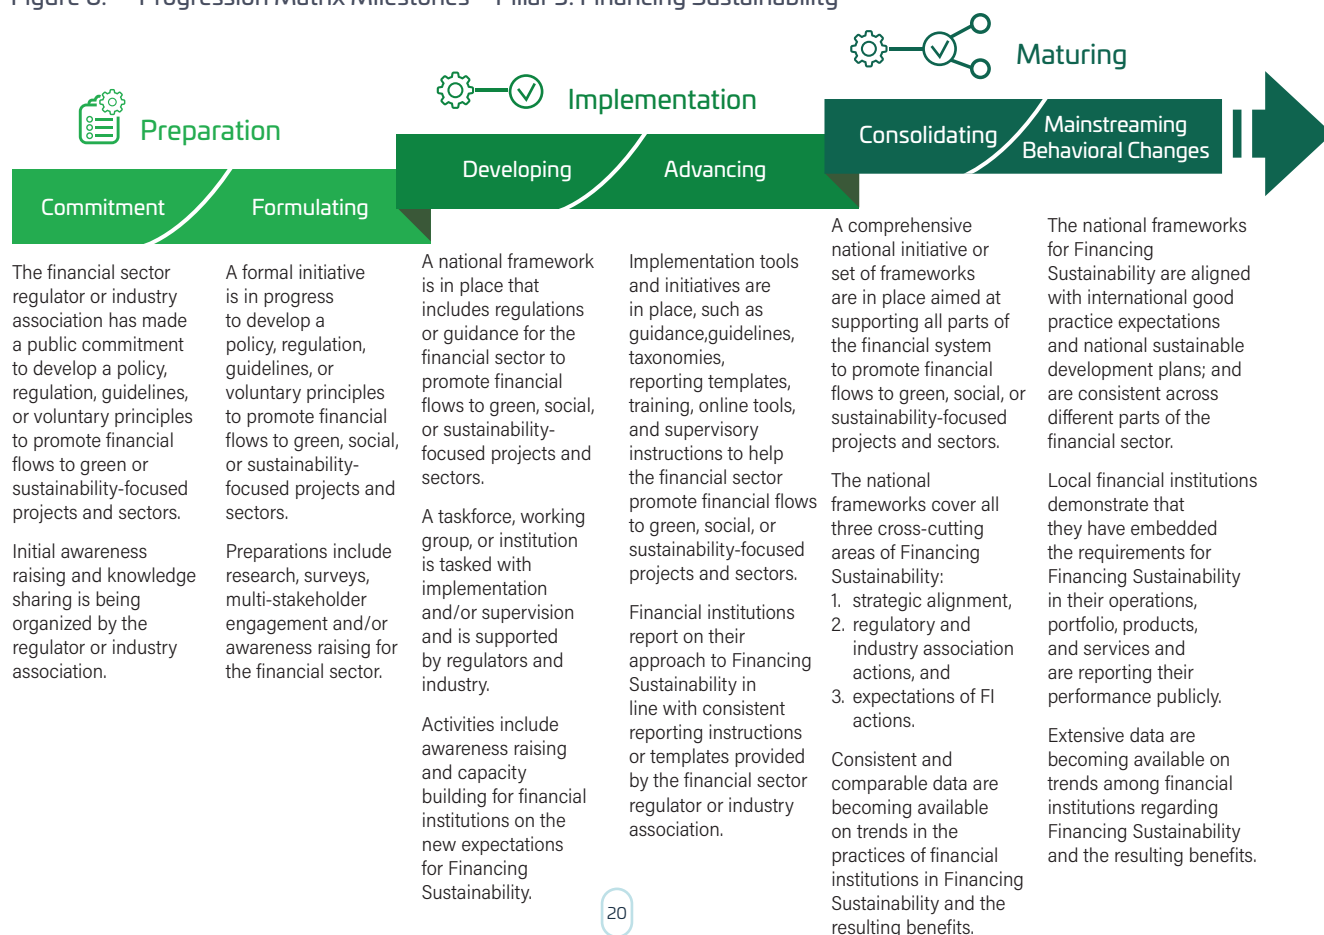 Figure 6. Progression Matrix Milestones – Pillar 3: Financing Sustainability
Preparation
Implementation
Maturing
Commitment
Formulating
Developing
Advancing
Consolidating
Mainstreaming
Behavioral Changes
The financial sector
regulator or industry
association has made
a public commitment
to develop a policy,
regulation, guidelines,
or voluntary principles
to promote financial
flows to green or
sustainability-focused
projects and sectors.
Initial awareness
raising and knowledge
sharing is being
organized by the
regulator or industry
association.
A formal initiative
is in progress
to develop a
policy, regulation,
guidelines, or
voluntary principles
to promote financial
flows to green, social,
or sustainability-
focused projects and
sectors.
Preparations include
research, surveys,
multi-stakeholder
engagement and/or
awareness raising for
the financial sector.
A national framework
is in place that
includes regulations
or guidance for the
financial sector to
promote financial
flows to green, social,
or sustainability-
focused projects and
sectors.
A taskforce, working
group, or institution
is tasked with
implementation
and/or supervision
and is supported
by regulators and
industry.
Activities include
awareness raising
and capacity
building for financial
institutions on the
new expectations
for Financing
Sustainability.
Implementation tools
and initiatives are
in place, such as
guidance,guidelines,
taxonomies,
reporting templates,
training, online tools,
and supervisory
instructions to help
the financial sector
promote financial flows
to green, social, or
sustainability-focused
projects and sectors.
Financial institutions
report on their
approach to Financing
Sustainability in
line with consistent
reporting instructions
or templates provided
by the financial sector
regulator or industry
association.
A comprehensive
national initiative or
set of frameworks
are in place aimed at
supporting all parts of
the financial system
to promote financial
flows to green, social, or
sustainability-focused
projects and sectors.
The national
frameworks cover all
three cross-cutting
areas of Financing
Sustainability:
1. strategic alignment,
2. regulatory and
industry association
actions, and
3. expectations of FI
actions.
Consistent and
comparable data are
becoming available
on trends in the
practices of financial
institutions in Financing
Sustainability and the
resulting benefits.
The national frameworks
for Financing
Sustainability are aligned
with international good
practice expectations
and national sustainable
development plans; and
are consistent across
different parts of the
financial sector.
Local financial institutions
demonstrate that
they have embedded
the requirements for
Financing Sustainability
in their operations,
portfolio, products,
and services and
are reporting their
performance publicly.
Extensive data are
becoming available on
trends among financial
institutions regarding
Financing Sustainability
and the resulting benefits.
20